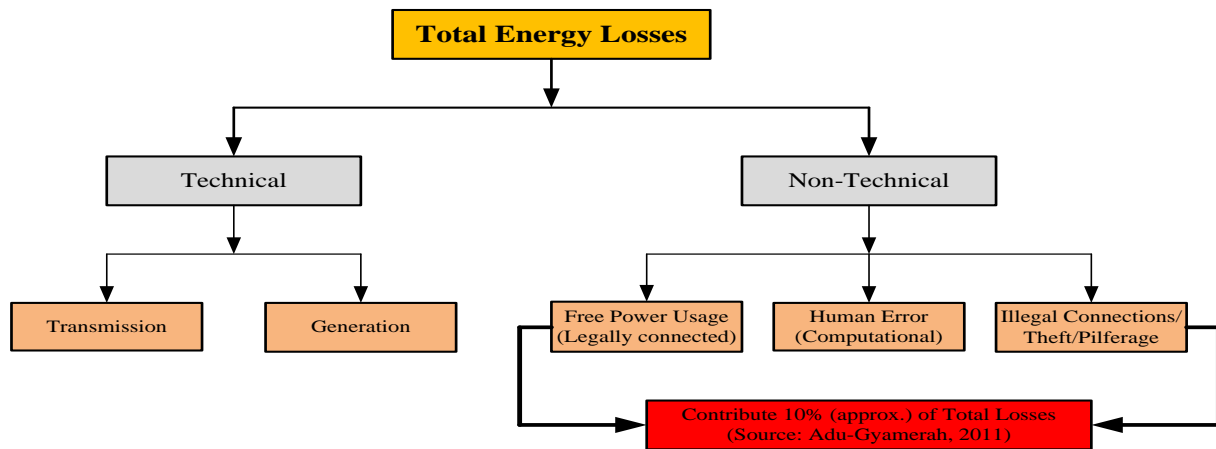 Total Energy Losses
Technical
Non-Technical
Transmission
Generation
Free Power Usage
(Legally connected)
Human Error
(Computational)
Illegal Connections/
Theft/Pilferage
Contribute 10% (approx.) of Total Losses
(Source: Adu-Gyamerah, 2011)